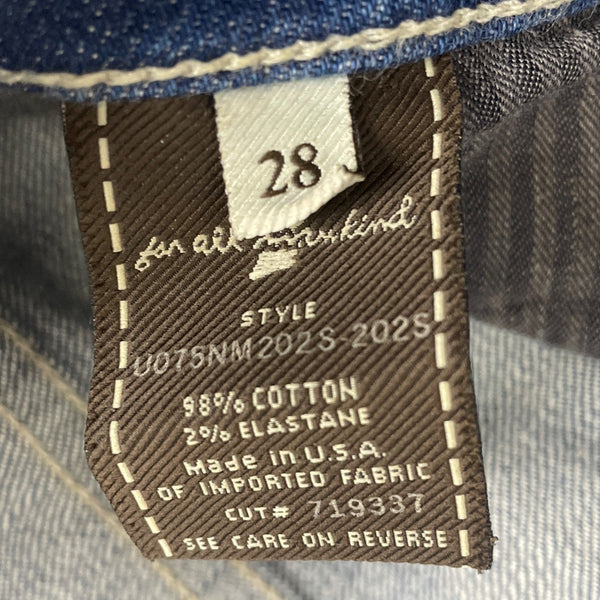 28
for all mankind
STYLE
U075NM202S-202S
98% COTTON
2% ELASTANE
Made in U.S.A.
OF IMPORTED FABRIC
CUT# 719337
SEE CARE ON REVERSE